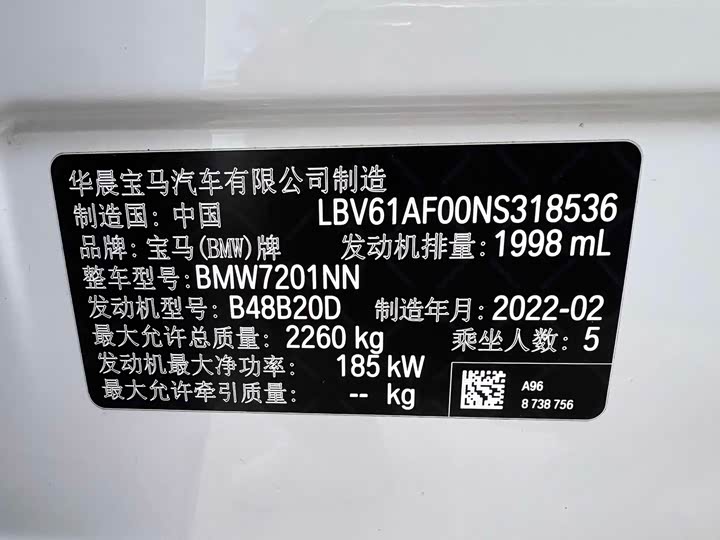 华晨宝马汽车有限公司制造
制造国: 中国 LBV61AF00NS318536
品牌: 宝马(BMW)牌 发动机排量: 1998 mL
整车型号: BMW7201NN
发动机型号: B48B20D 制造年月: 2022-02
最大允许总质量: 2260 kg 乘坐人数: 5
发动机最大净功率: 185 kW
最大允许牵引质量: -- kg
A96
8 738 756